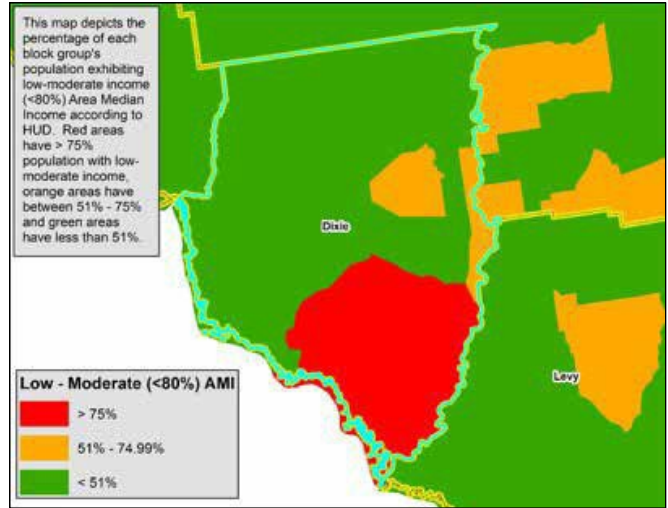 This map depicts the
percentage of each
block group's
population exhibiting
low-moderate income
(<80%) Area Median
Income according to
HUD. Red areas
have > 75%
population with low-
moderate income,
orange areas have
between 51% - 75%
and green areas
have less than 51%.
Dixie
Levy
Low - Moderate (<80%) AMI
> 75%
51% - 74.99%
< 51%